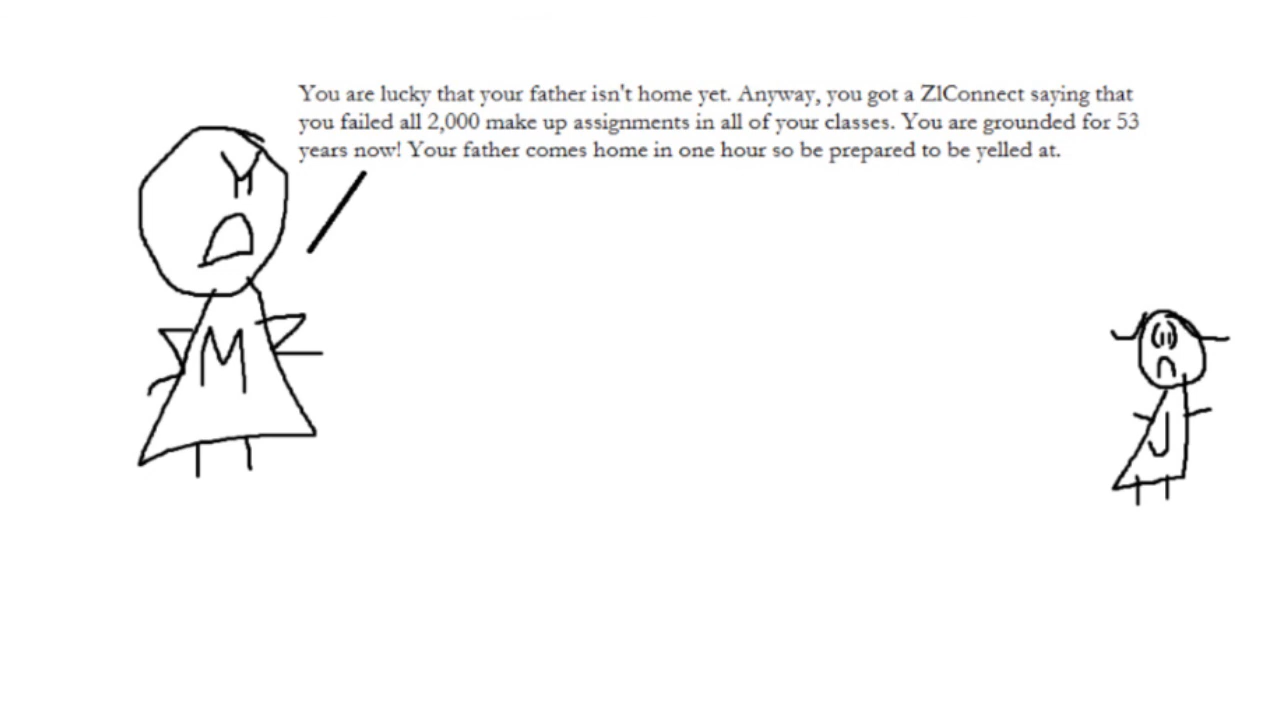 You are lucky that your father isn't home yet. Anyway, you got a ZIConnect saying that
you failed all 2,000 make up assignments in all of your classes. You are grounded for 53
years now! Your father comes home in one hour so be prepared to be yelled at.
M
J